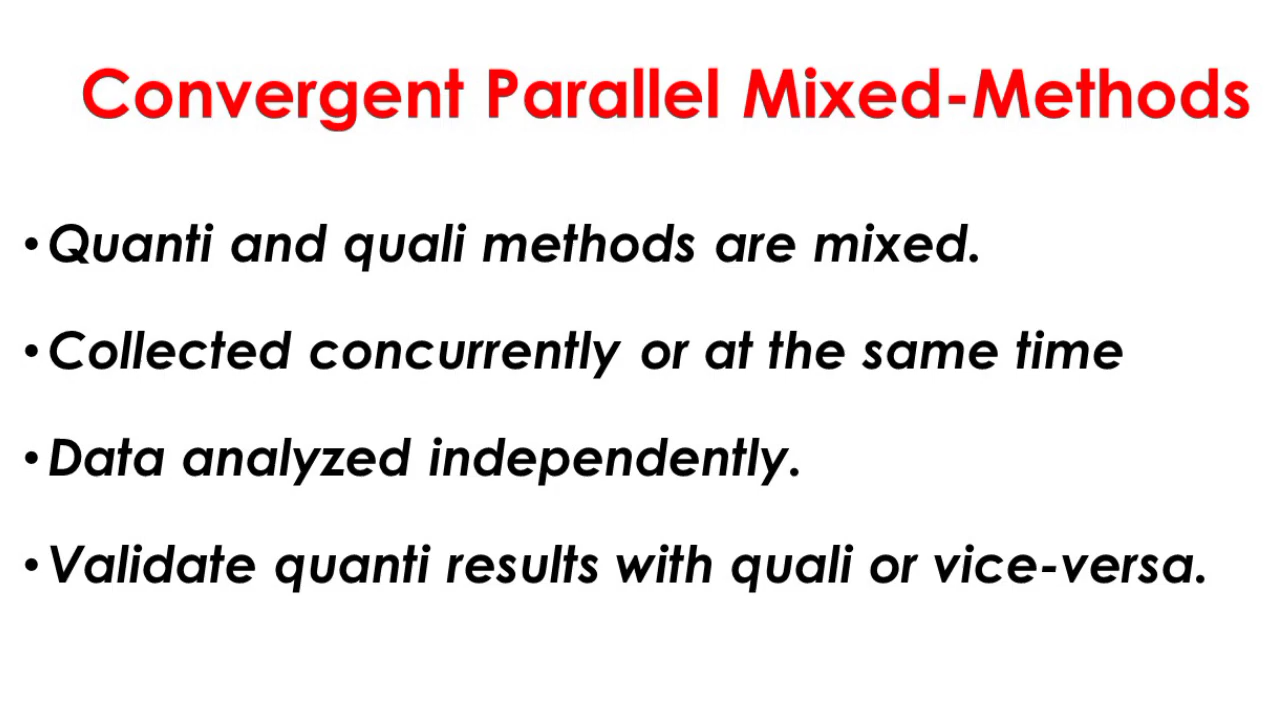 Convergent Parallel Mixed-Methods
• Quanti and quali methods are mixed.
• Collected concurrently or at the same time
• Data analyzed independently.
• Validate quanti results with quali or vice-versa.